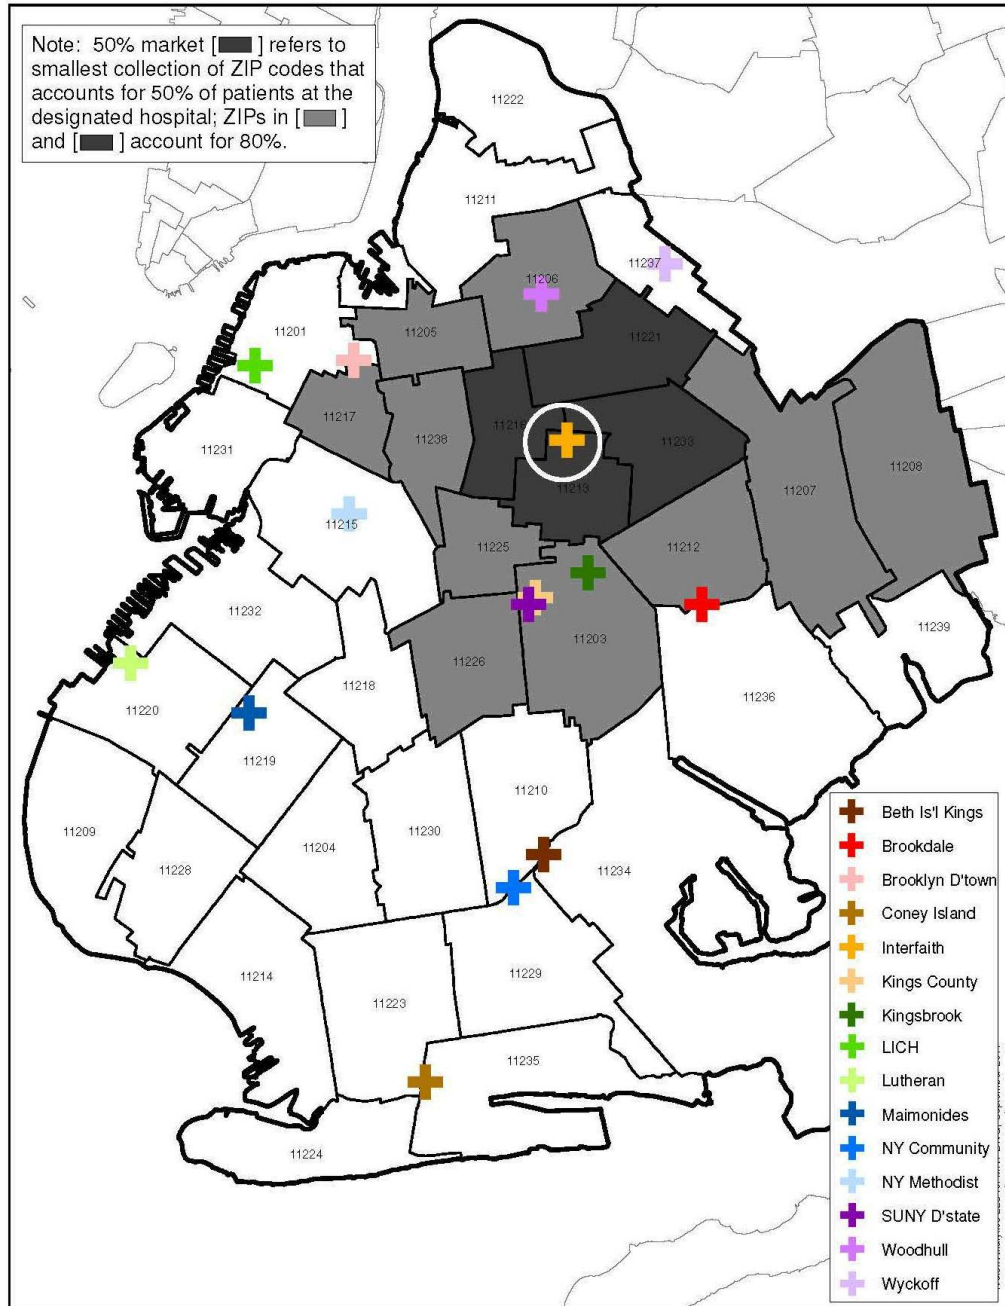 Note: 50% market [ ] refers to
smallest collection of ZIP codes that
accounts for 50% of patients at the
designated hospital; ZIPs in [ ]
and [ ] account for 80%.
11222
11211
11237
11206
11201
11205
11221
11217
11216
11238
11233
11231
11208
11213
11207
11215
11225
11212
11232
11203
11239
11226
11218
11236
11220
11219
11210
11209
11230
11204
11228
11234
11214
11229
11223
11235
11224
Beth Is'l Kings
Brookdale
Brooklyn D'town
Coney Island
Interfaith
Kings County
Kingsbrook
LICH
Lutheran
Maimonides
NY Community
NY Methodist
SUNY D'state
Woodhull
Wyckoff